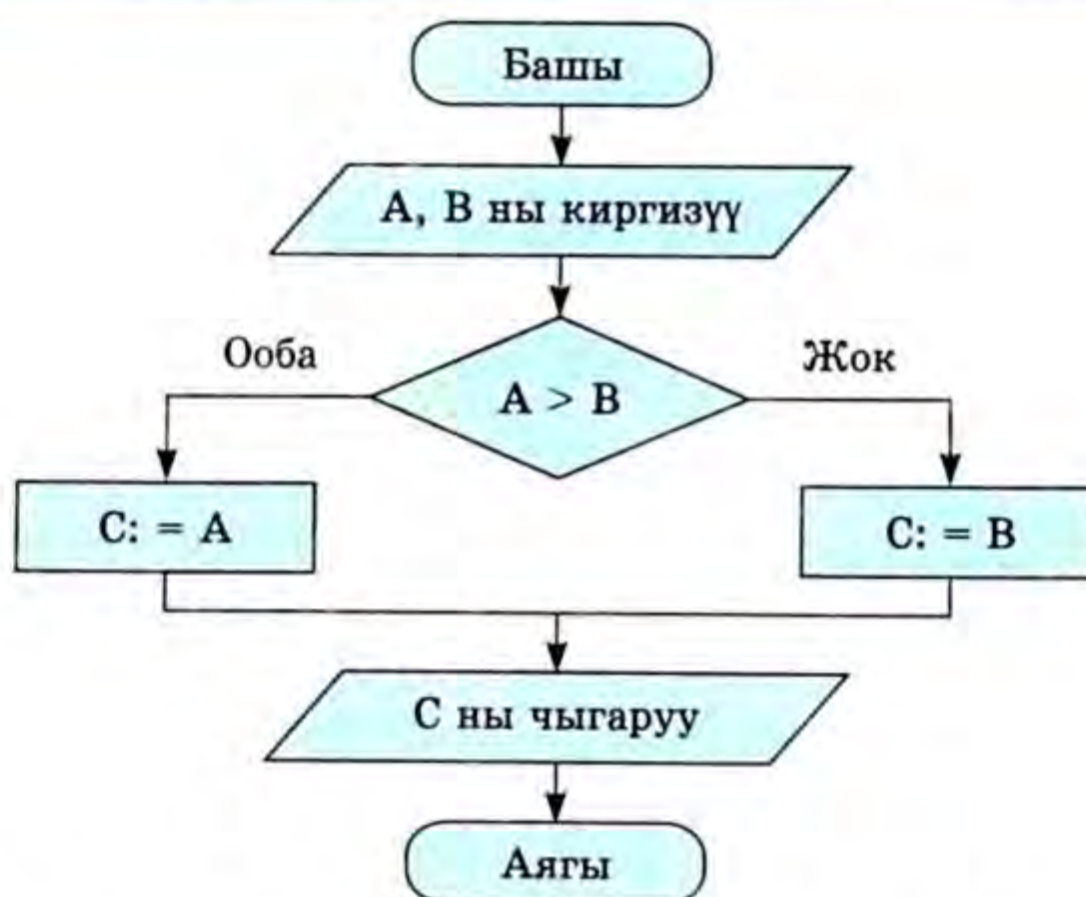 Башы
А, В ны киргизүү
Ооба
Жок
А > В
С: = А
С: = В
С ны чыгаруу
Аягы